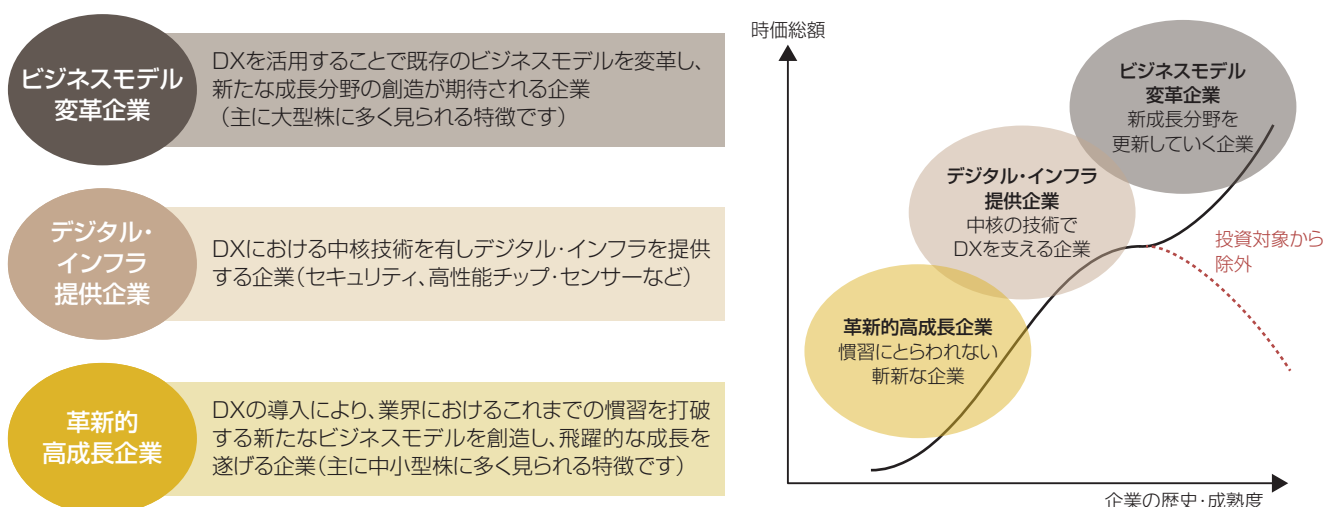 ビジネスモデル
変革企業
DXを活用することで既存のビジネスモデルを変革し、
新たな成長分野の創造が期待される企業
（主に大型株に多く見られる特徴です）
デジタル・
インフラ
提供企業
DXにおける中核技術を有しデジタル・インフラを提供
する企業（セキュリティ、高性能チップ・センサーなど）
革新的
高成長企業
DXの導入により、業界におけるこれまでの慣習を打破
する新たなビジネスモデルを創造し、飛躍的な成長を
遂げる企業（主に中小型株に多く見られる特徴です）
時価総額
ビジネスモデル
変革企業
新成長分野を
更新していく企業
デジタル・インフラ
提供企業
中核の技術で
DXを支える企業
投資対象から
除外
革新的高成長企業
慣習にとらわれない
斬新な企業
企業の歴史・成熟度